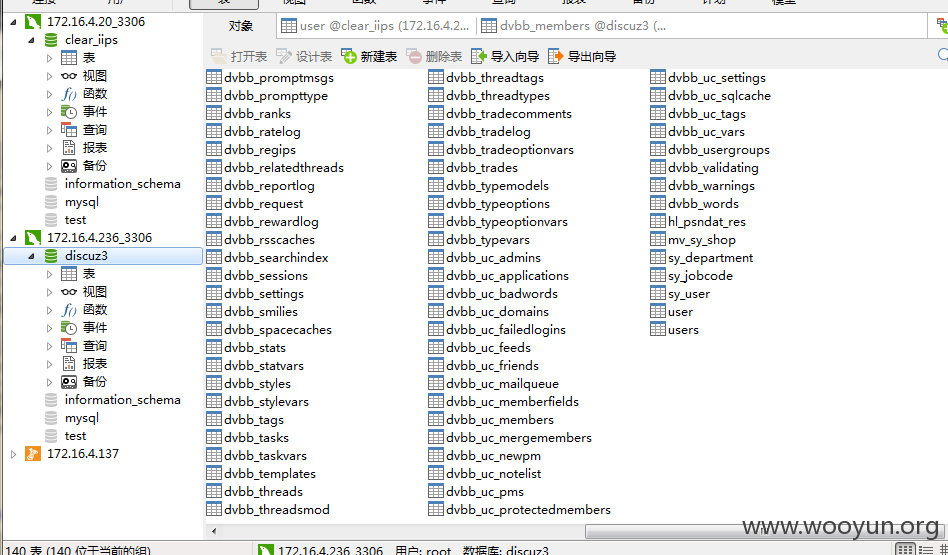 表
172.16.4.20_3306
clear_iips
表
视图
函数
事件
查询
报表
备份
information_schema
mysql
test
172.16.4.236_3306
discuz3
表
视图
函数
事件
查询
报表
备份
information_schema
mysql
test
172.16.4.137
对象
user @clear_iips (172.16.4.2...
dvbb_members @discuz3 (...
打开表
设计表
新建表
删除表
导入向导
导出向导
dvbb_promptmsgs
dvbb_prompttype
dvbb_ranks
dvbb_ratelog
dvbb_regips
dvbb_relatedthreads
dvbb_reportlog
dvbb_request
dvbb_rewardlog
dvbb_rsscaches
dvbb_searchindex
dvbb_sessions
dvbb_settings
dvbb_smilies
dvbb_spacecaches
dvbb_stats
dvbb_statvars
dvbb_styles
dvbb_stylevars
dvbb_tags
dvbb_tasks
dvbb_taskvars
dvbb_templates
dvbb_threads
dvbb_threadsmod
dvbb_threadtags
dvbb_threadtypes
dvbb_tradecomments
dvbb_tradelog
dvbb_tradeoptionvars
dvbb_trades
dvbb_typemodels
dvbb_typeoptions
dvbb_typeoptionvars
dvbb_typevars
dvbb_uc_admins
dvbb_uc_applications
dvbb_uc_badwords
dvbb_uc_domains
dvbb_uc_failedlogins
dvbb_uc_feeds
dvbb_uc_friends
dvbb_uc_mailqueue
dvbb_uc_memberfields
dvbb_uc_members
dvbb_uc_mergemembers
dvbb_uc_newpm
dvbb_uc_notelist
dvbb_uc_pms
dvbb_uc_protectedmembers
dvbb_uc_settings
dvbb_uc_sqlcache
dvbb_uc_tags
dvbb_uc_vars
dvbb_usergroups
dvbb_validating
dvbb_warnings
dvbb_words
hl_psndat_res
mv_sy_shop
sy_department
sy_jobcode
sy_user
user
users
www.wooyun.org
140 表 (140 位于当前的组)
172.16.4.236_3306 用户: root 数据库: discuz3